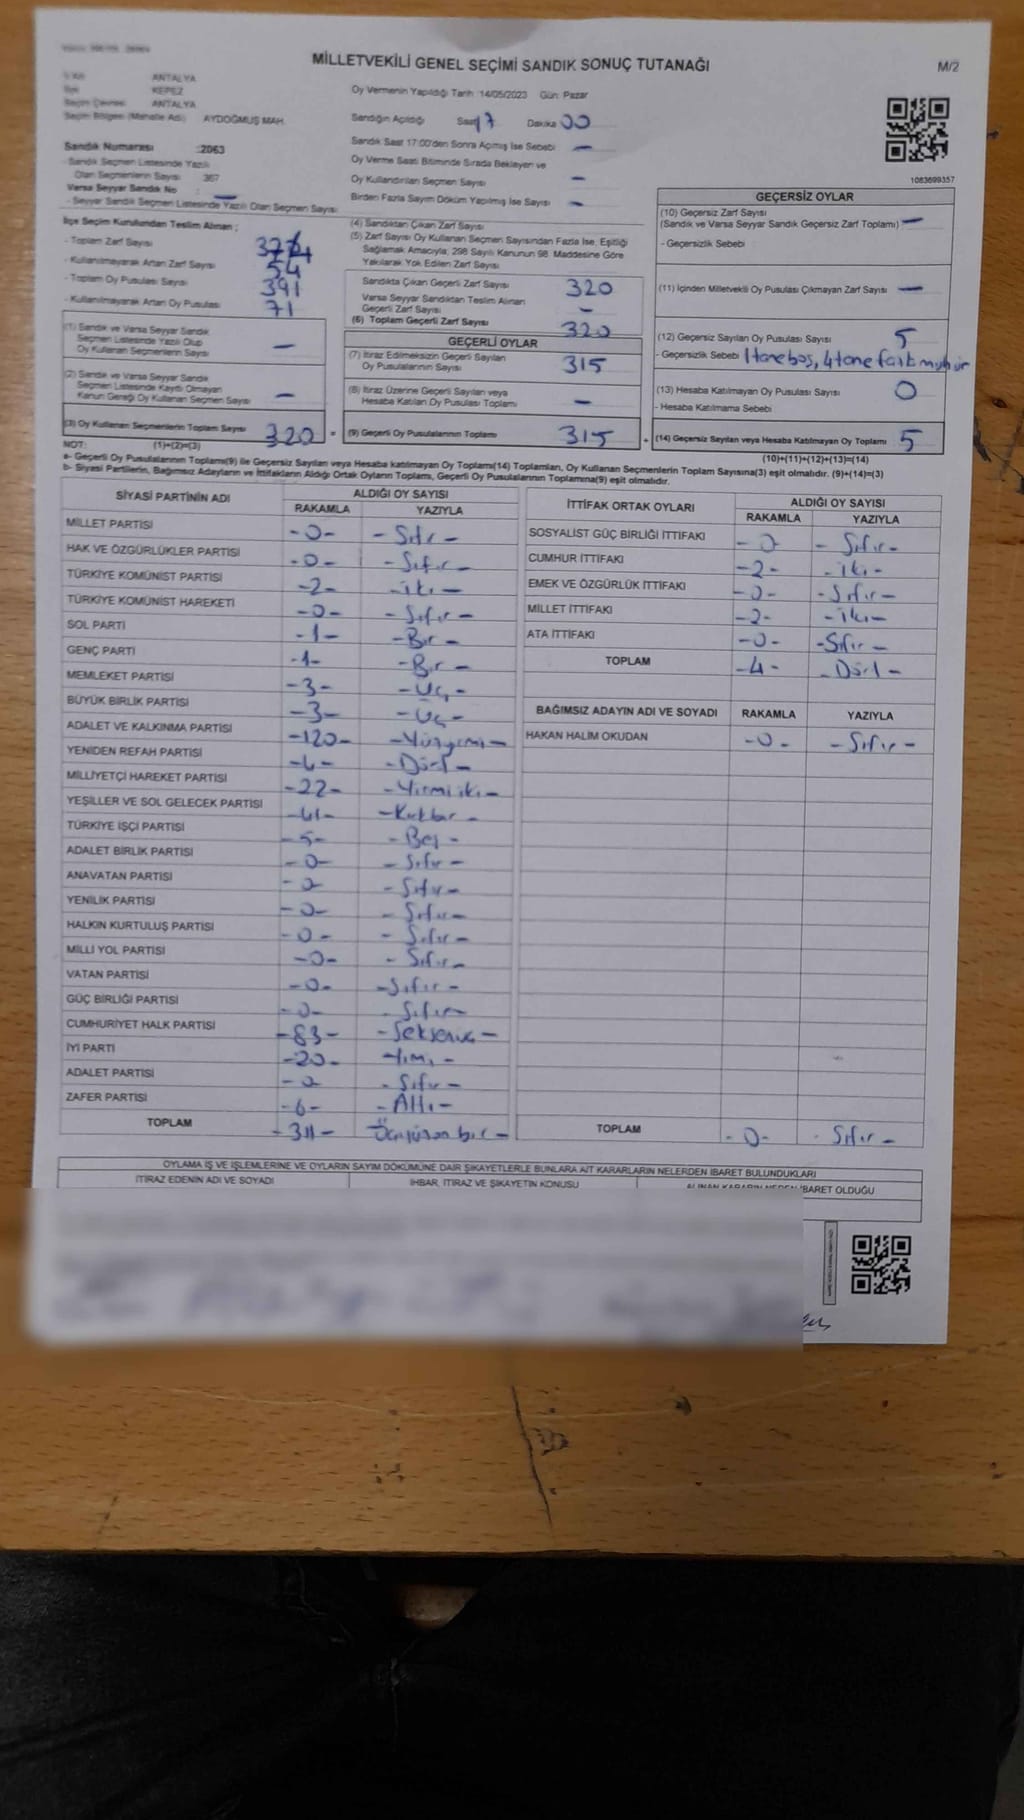 MİLLETVEKİLİ GENEL SEÇİMİ SANDIK SONUÇ TUTANAĞI
M/2
ANTALYA
KEPEZ
ANTALYA
Seçim Bölgesi (Mahalle Adı) AYDOĞMUŞ MAH.
Sandık Numarası :2063
- Sandık Seçmen Listesinde Yazılı
Olan Seçmenlerin Sayısı 367
Varsa Seyyar Sandık No : -
- Seyyar Sandık Seçmen Listesinde Yazılı Olan Seçmen Sayısı
Oy Vermenin Yapıldığı Tarih :14/05/2023 Gün: Pazar
Sandığın Açıldığı Saat 17 Dakika 00
Sandık Saat 17:00'den Sonra Açılmış İse Sebebi -
Oy Verme Saati Bitiminde Sırada Bekleyen ve
Oy Kullandırılan Seçmen Sayısı -
Birden Fazla Sayım Döküm Yapılmış İse Sayısı -
1083699357
İlçe Seçim Kurulundan Teslim Alınan ;
- Toplam Zarf Sayısı
- Kullanılmayarak Artan Zarf Sayısı 54
- Toplam Oy Pusulası Sayısı 391
- Kullanılmayarak Artan Oy Pusulası 71
(1) Sandık ve Varsa Seyyar Sandık
Seçmen Listesinde Yazılı Olup
Oy Kullanan Seçmenlerin Sayısı -
(2) Sandık ve Varsa Seyyar Sandık
Seçmen Listesinde Kayıtlı Olmayan
Kanun Gereği Oy Kullanan Seçmen Sayısı -
(3) Oy Kullanan Seçmenlerin Toplam Sayısı 320 =
(4) Sandıktan Çıkan Zarf Sayısı
(5) Zarf Sayısı Oy Kullanan Seçmen Sayısından Fazla İse, Eşitliği
Sağlamak Amacıyla; 298 Sayılı Kanunun 98. Maddesine Göre
Yakılarak Yok Edilen Zarf Sayısı
Sandıkta Çıkan Geçerli Zarf Sayısı 320
Varsa Seyyar Sandıktan Teslim Alınan
Geçerli Zarf Sayısı -
(6) Toplam Geçerli Zarf Sayısı 320
GEÇERLİ OYLAR
(7) İtiraz Edilmeksizin Geçerli Sayılan
Oy Pusulalarının Sayısı 315
(8) İtiraz Üzerine Geçerli Sayılan veya
Hesaba Katılan Oy Pusulası Toplamı -
(9) Geçerli Oy Pusulalarının Toplamı 315 +
GEÇERSİZ OYLAR
(10) Geçersiz Zarf Sayısı
(Sandık ve Varsa Seyyar Sandık Geçersiz Zarf Toplamı) -
- Geçersizlik Sebebi
(11) İçinden Milletvekili Oy Pusulası Çıkmayan Zarf Sayısı -
(12) Geçersiz Sayılan Oy Pusulası Sayısı 5
- Geçersizlik Sebebi 1 tane boş, 4 tane fazla mühür
(13) Hesaba Katılmayan Oy Pusulası Sayısı 0
- Hesaba Katılmama Sebebi
(14) Geçersiz Sayılan veya Hesaba Katılmayan Oy Toplamı 5
NOT: (1)+(2)=(3)
(10)+(11)+(12)+(13)=(14)
a- Geçerli Oy Pusulalarının Toplamı(9) ile Geçersiz Sayılan veya Hesaba katılmayan Oy Toplamı(14) Toplamları, Oy Kullanan Seçmenlerin Toplam Sayısına(3) eşit olmalıdır. (9)+(14)=(3)
b- Siyasi Partilerin, Bağımsız Adayların ve İttifakların Aldığı Ortak Oyların Toplamı, Geçerli Oy Pusulalarının Toplamına(9) eşit olmalıdır.
SİYASİ PARTİNİN ADI ALDIĞI OY SAYISI
RAKAMLA YAZIYLA
MİLLET PARTİSİ -0- - Sıfır -
HAK VE ÖZGÜRLÜKLER PARTİSİ -0- - Sıfır -
TÜRKİYE KOMÜNİST PARTİSİ -2- - iki -
TÜRKİYE KOMÜNİST HAREKETİ -0- - Sıfır -
SOL PARTİ -1- - Bir -
GENÇ PARTİ -1- - Bir -
MEMLEKET PARTİSİ -3- - Üç -
BÜYÜK BİRLİK PARTİSİ -3- - Üç -
ADALET VE KALKINMA PARTİSİ -120- - Yüzyirmi -
YENİDEN REFAH PARTİSİ -4- - Dört -
MİLLİYETÇİ HAREKET PARTİSİ -22- - Yirmiiki -
YEŞİLLER VE SOL GELECEK PARTİSİ -41- - Kırkbir -
TÜRKİYE İŞÇİ PARTİSİ -5- - Beş -
ADALET BİRLİK PARTİSİ -0- - Sıfır -
ANAVATAN PARTİSİ -0 - Sıfır -
YENİLİK PARTİSİ -0- - Sıfır -
HALKIN KURTULUŞ PARTİSİ -0- - Sıfır -
MİLLİ YOL PARTİSİ -0- - Sıfır -
VATAN PARTİSİ -0- - Sıfır -
GÜÇ BİRLİĞİ PARTİSİ -0- - Sıfır -
CUMHURİYET HALK PARTİSİ -83- - Seksenüç -
İYİ PARTİ -20- - Yirmi -
ADALET PARTİSİ -0 - Sıfır -
ZAFER PARTİSİ -6- - Altı -
TOPLAM -311- Üçyüzonbir -
İTTİFAK ORTAK OYLARI ALDIĞI OY SAYISI
RAKAMLA YAZIYLA
SOSYALİST GÜÇ BİRLİĞİ İTTİFAKI -0 - Sıfır -
CUMHUR İTTİFAKI -2- - iki -
EMEK VE ÖZGÜRLÜK İTTİFAKI -0- - Sıfır -
MİLLET İTTİFAKI -2- - iki -
ATA İTTİFAKI -0- - Sıfır -
TOPLAM -4- - Dört -
BAĞIMSIZ ADAYIN ADI VE SOYADI RAKAMLA YAZIYLA
HAKAN HALİM OKUDAN -0- - Sıfır -
TOPLAM -0- - Sıfır -
OYLAMA İŞ VE İŞLEMLERİNE VE OYLARIN SAYIM DÖKÜMÜNE DAİR ŞİKAYETLERLE BUNLARA AİT KARARLARIN NELERDEN İBARET BULUNDUKLARI
İTİRAZ EDENİN ADI VE SOYADI İHBAR, İTİRAZ VE ŞİKAYETİN KONUSU ALINAN KARARIN NEDEN İBARET OLDUĞU